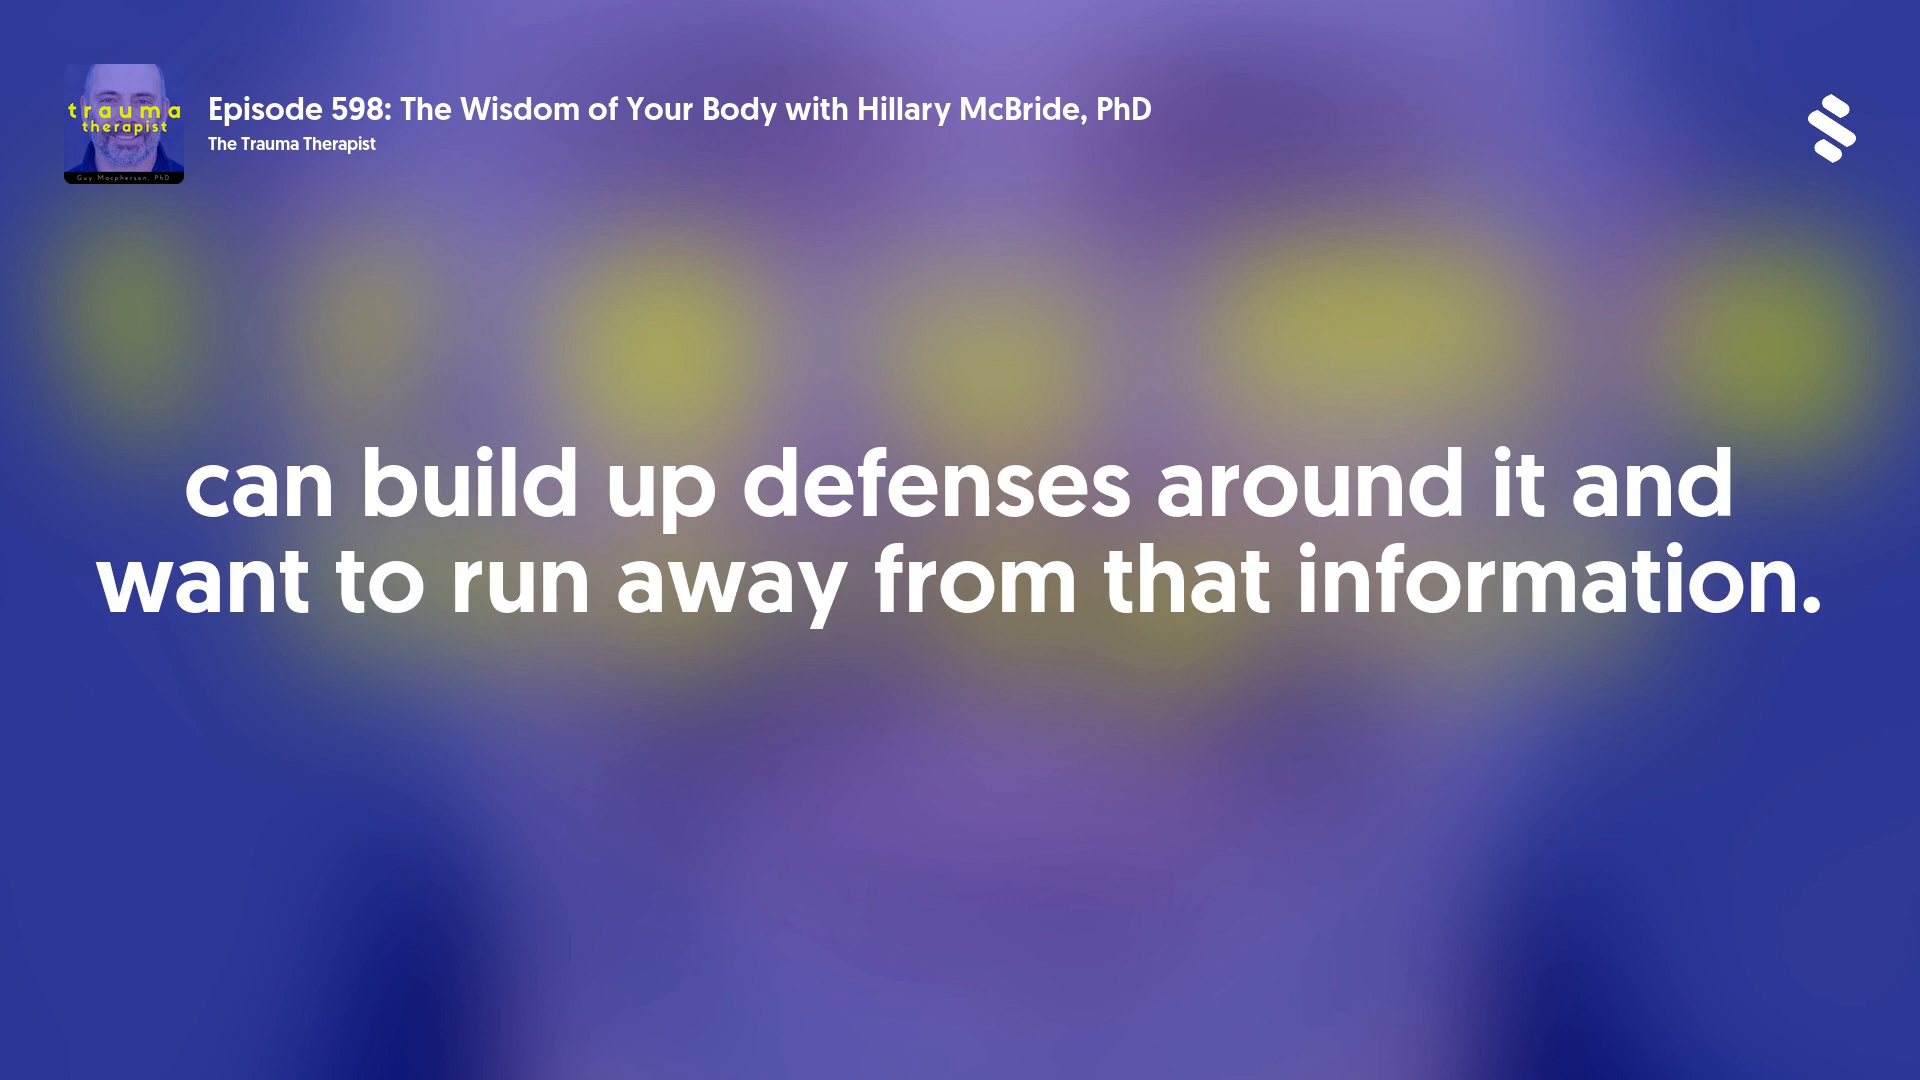 trauma
therapist
Guy Macpherson, PhD
Episode 598: The Wisdom of Your Body with Hillary McBride, PhD
The Trauma Therapist
can build up defenses around it and
want to run away from that information.